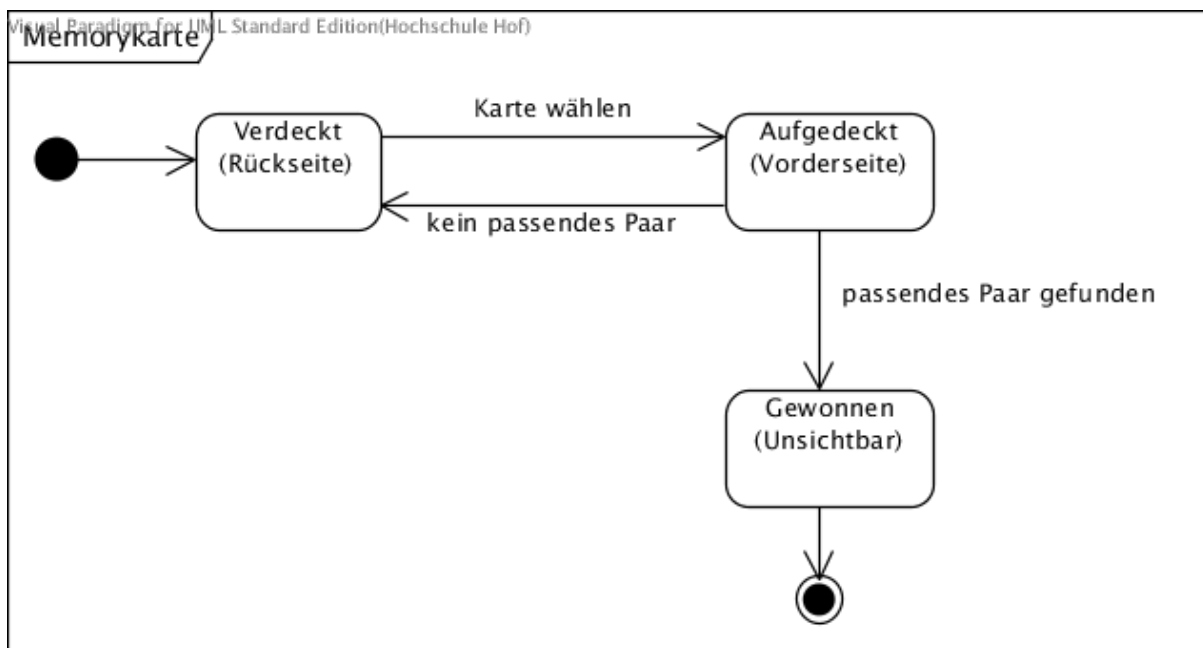 Visual Paradigm for UML Standard Edition(Hochschule Hof)
Memorykarte
Karte wählen
Verdeckt
(Rückseite)
Aufgedeckt
(Vorderseite)
kein passendes Paar
passendes Paar gefunden
Gewonnen
(Unsichtbar)